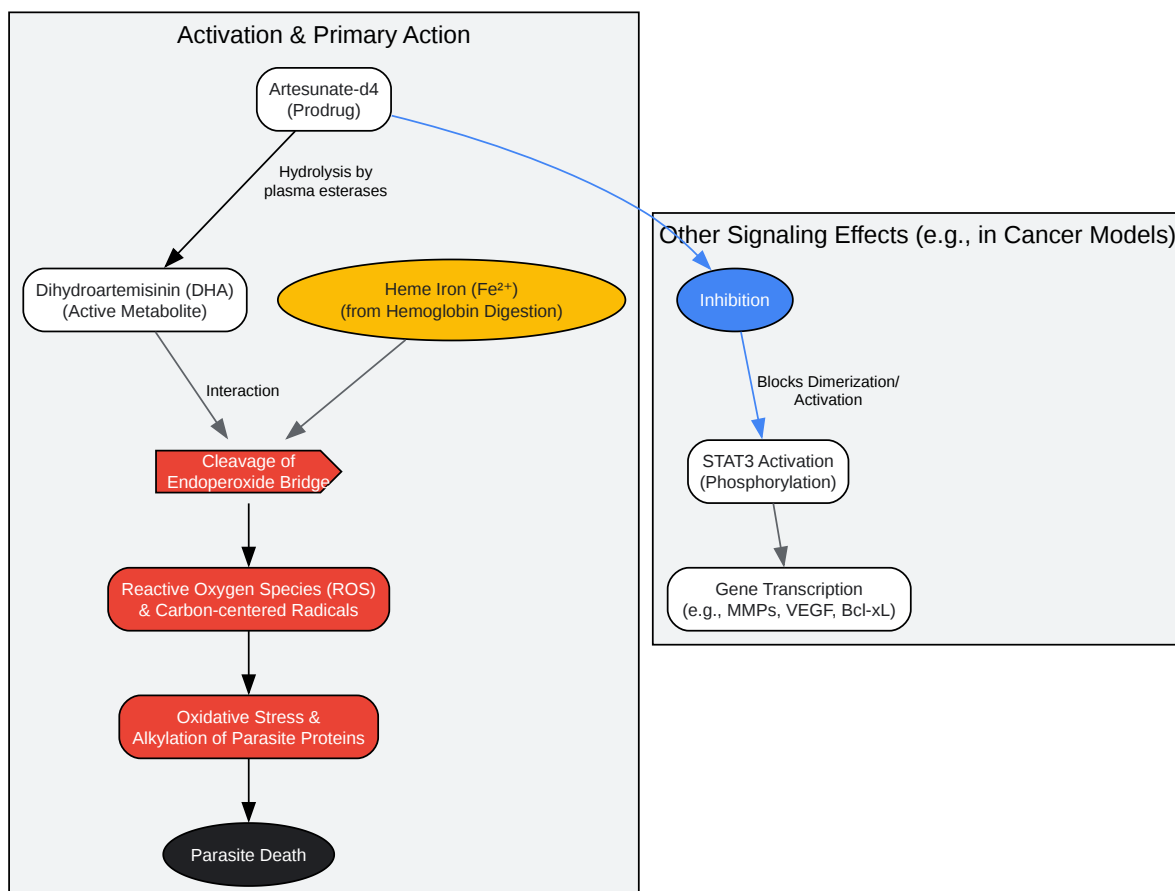 Activation & Primary Action
Artesunate-d4
(Prodrug)
Hydrolysis by
plasma esterases
Dihydroartemisinin (DHA)
(Active Metabolite)
Heme Iron (Fe²⁺)
(from Hemoglobin Digestion)
Interaction
Cleavage of
Endoperoxide Bridge
Reactive Oxygen Species (ROS)
& Carbon-centered Radicals
Oxidative Stress &
Alkylation of Parasite Proteins
Parasite Death
Other Signaling Effects (e.g., in Cancer Models)
Inhibition
Blocks Dimerization/
Activation
STAT3 Activation
(Phosphorylation)
Gene Transcription
(e.g., MMPs, VEGF, Bcl-xL)